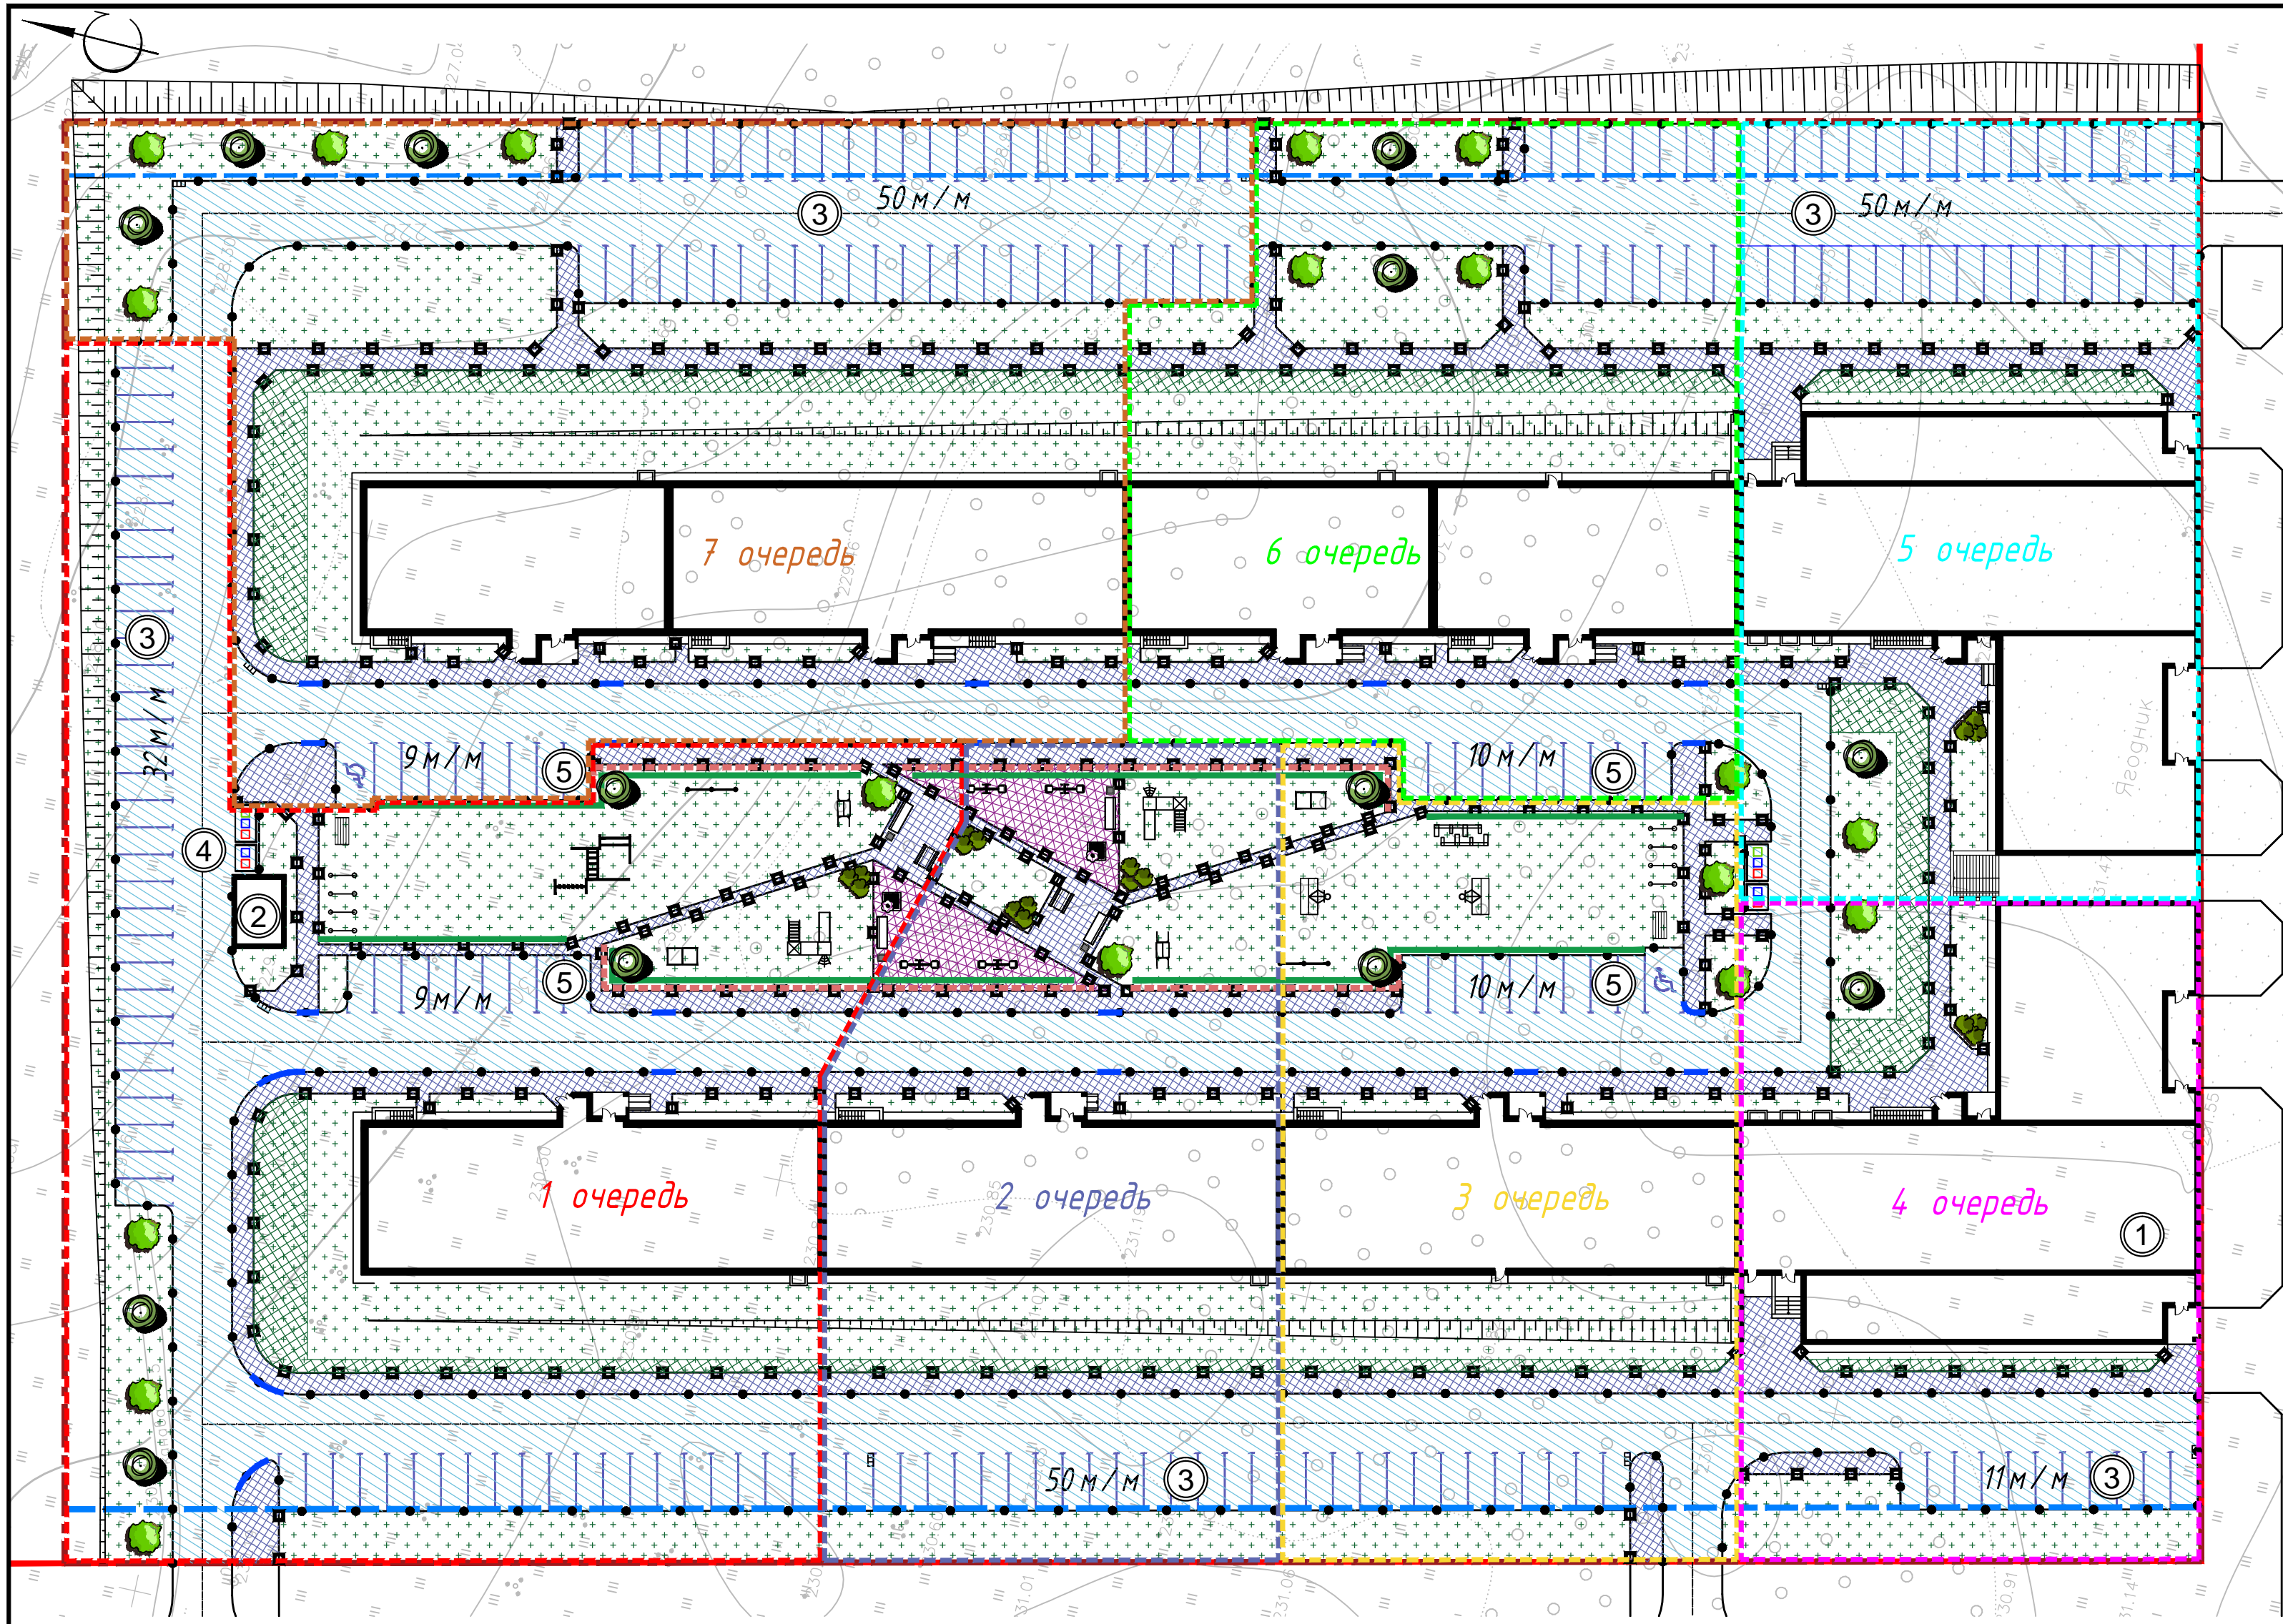 50 м/м
3
50 м/м
3
7 очередь
6 очередь
5 очередь
3
32 м/м
9 м/м
5
10 м/м
5
Ягодник
4
2
9 м/м
5
10 м/м
5
1 очередь
2 очередь
3 очередь
4 очередь
1
50 м/м
3
11 м/м
3